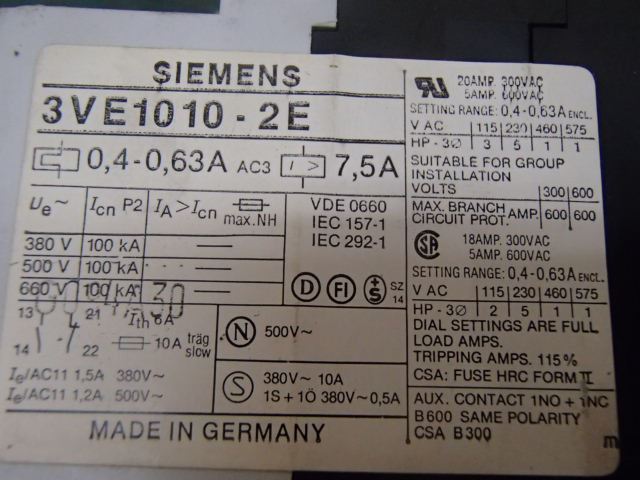 SIEMENS
3VE1010-2E
0,4-0,63A AC3 I > 7,5A
Ue~ Icn P2 IA>Icn max.NH
VDE 0660
IEC 157-1
IEC 292-1
380 V 100 kA —
500 V 100 kA —
660 V 100 kA —
D FI +S SZ 14
13 21 Ith 6A
14 22 10A träg slow
Ie/AC11 1,5A 380V~
Ie/AC11 1,2A 500V~
N 500V~
S 380V~ 10A
1S+1Ö 380V~0,5A
MADE IN GERMANY
20AMP. 300VAC
5AMP. 600VAC
SETTING RANGE: 0,4-0,63A ENCL.
V AC 115 230 460 575
HP-3Ø 3 5 1 1
SUITABLE FOR GROUP
INSTALLATION
VOLTS 300 600
MAX. BRANCH
CIRCUIT PROT. AMP. 600 600
18AMP. 300VAC
5AMP. 600VAC
SETTING RANGE: 0,4-0,63A ENCL.
V AC 115 230 460 575
HP-3Ø 2 5 1 1
DIAL SETTINGS ARE FULL
LOAD AMPS.
TRIPPING AMPS. 115%
CSA: FUSE HRC FORM II
AUX. CONTACT 1NO+1NC
B600 SAME POLARITY
CSA B300